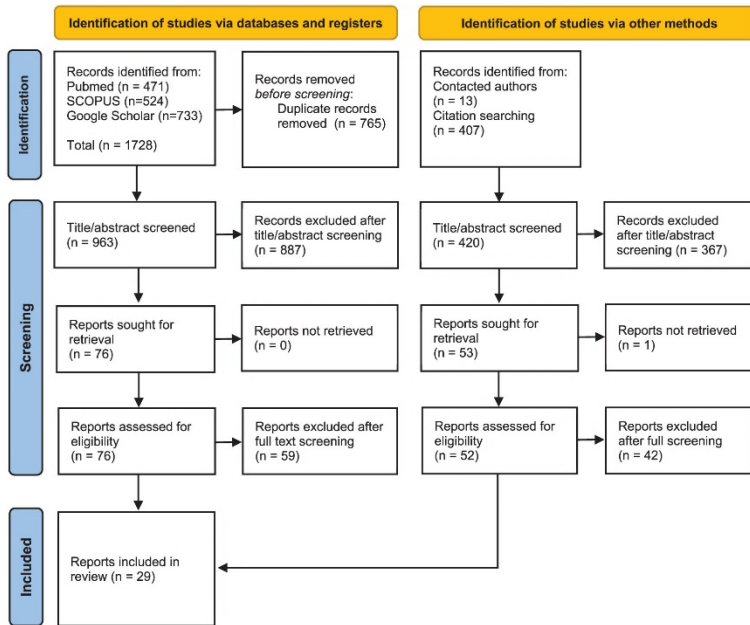 Identification of studies via databases and registers
Identification of studies via other methods
Identification
Records identified from:
Pubmed (n = 471)
SCOPUS (n=524)
Google Scholar (n=733)
Total (n = 1728)
Records removed
before screening:
Duplicate records
removed (n = 765)
Records identified from:
Contacted authors
(n = 13)
Citation searching
(n = 407)
Screening
Title/abstract screened
(n = 963)
Records excluded after
title/abstract screening
(n = 887)
Title/abstract screened
(n = 420)
Records excluded
after title/abstract
screening (n = 367)
Reports sought for
retrieval
(n = 76)
Reports not retrieved
(n = 0)
Reports sought for
retrieval
(n = 53)
Reports not retrieved
(n = 1)
Reports assessed for
eligibility
(n = 76)
Reports excluded after
full text screening
(n = 59)
Reports assessed for
eligibility
(n = 52)
Reports excluded
after full screening
(n = 42)
Included
Reports included in
review (n = 29)